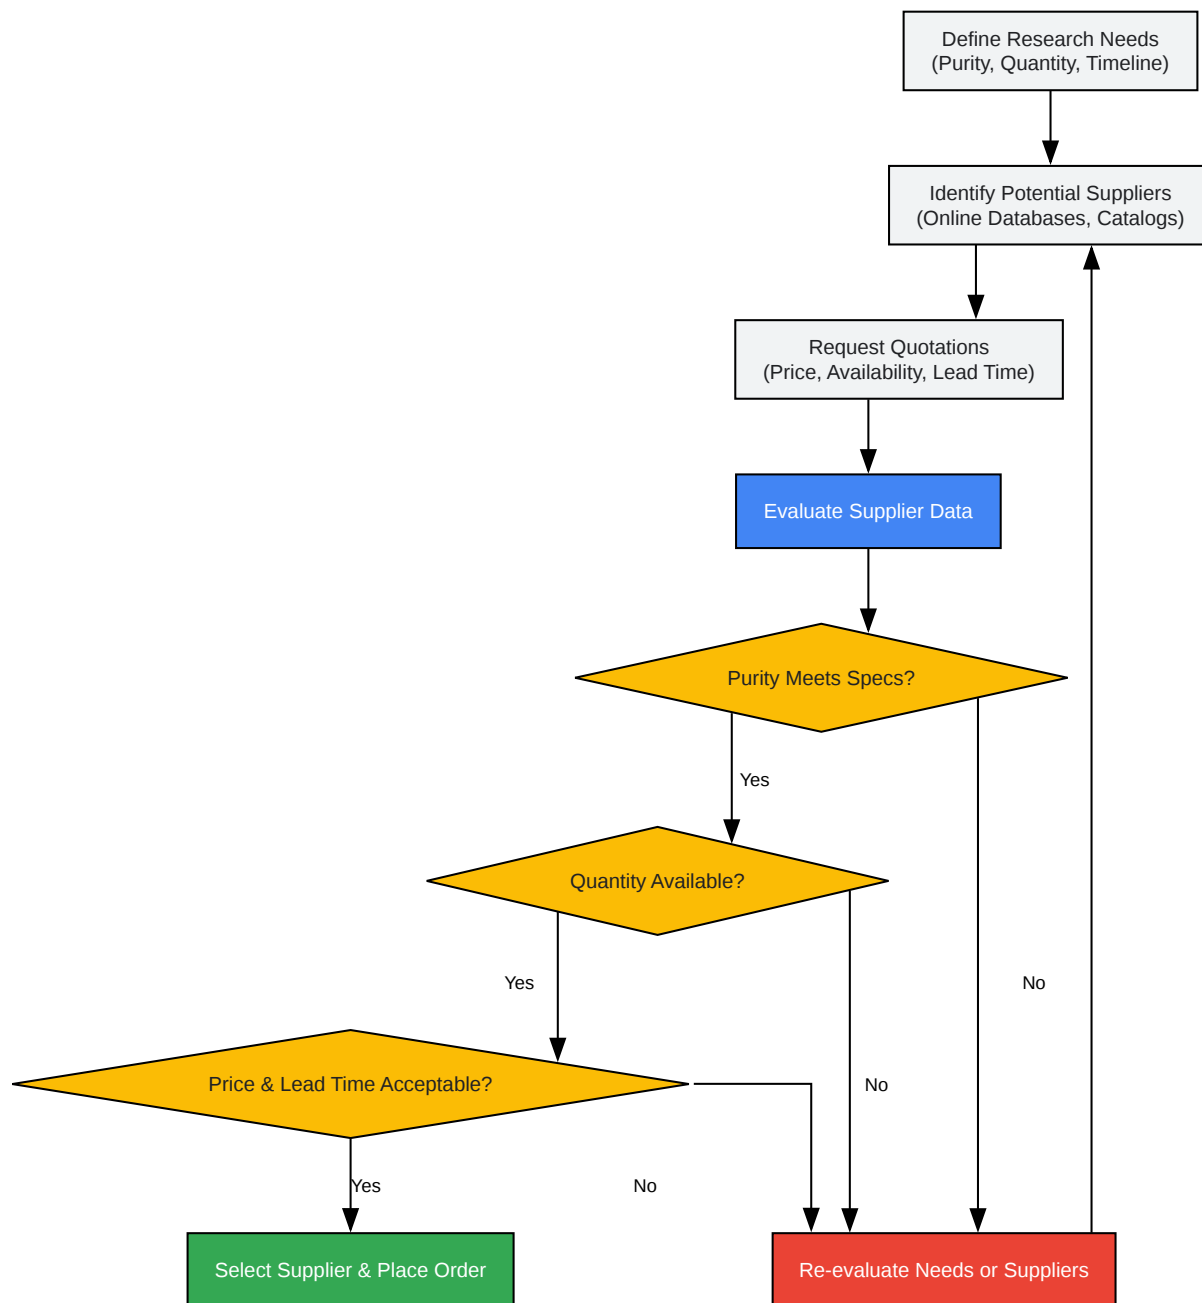 Define Research Needs
(Purity, Quantity, Timeline)
Identify Potential Suppliers
(Online Databases, Catalogs)
Request Quotations
(Price, Availability, Lead Time)
Evaluate Supplier Data
Purity Meets Specs?
Yes
Quantity Available?
Yes
No
Price & Lead Time Acceptable?
No
Yes
No
Select Supplier & Place Order
Re-evaluate Needs or Suppliers